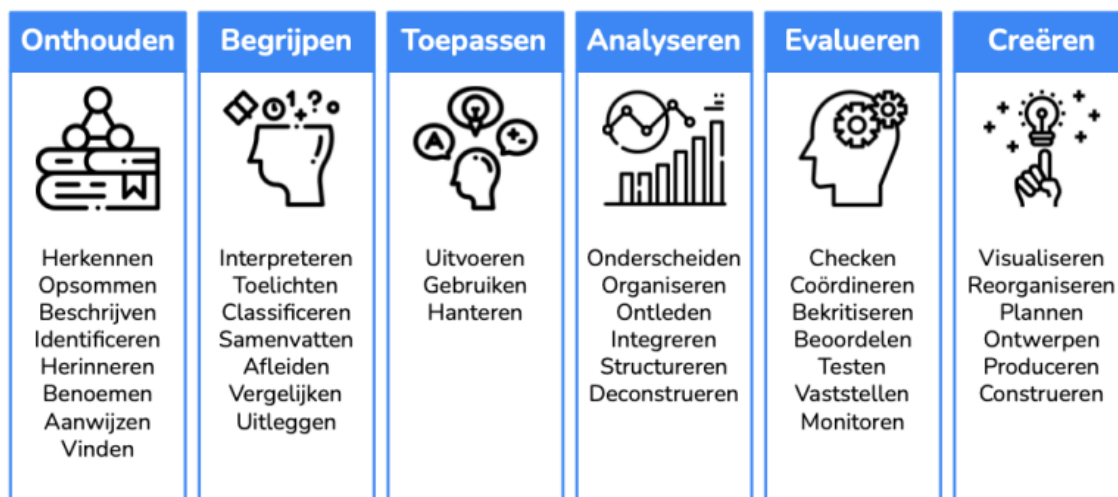 Onthouden
Herkennen
Opsommen
Beschrijven
Identificeren
Herinneren
Benoemen
Aanwijzen
Vinden
Begrijpen
Interpreteren
Toelichten
Classificeren
Samenvatten
Afleiden
Vergelijken
Uitleggen
Toepassen
A
Uitvoeren
Gebruiken
Hanteren
Analyseren
Onderscheiden
Organiseren
Ontleden
Integreren
Structureren
Deconstrueren
Evalueren
Checken
Coördineren
Bekritiseren
Beoordelen
Testen
Vaststellen
Monitoren
Creëren
Visualiseren
Reorganiseren
Plannen
Ontwerpen
Produceren
Construeren